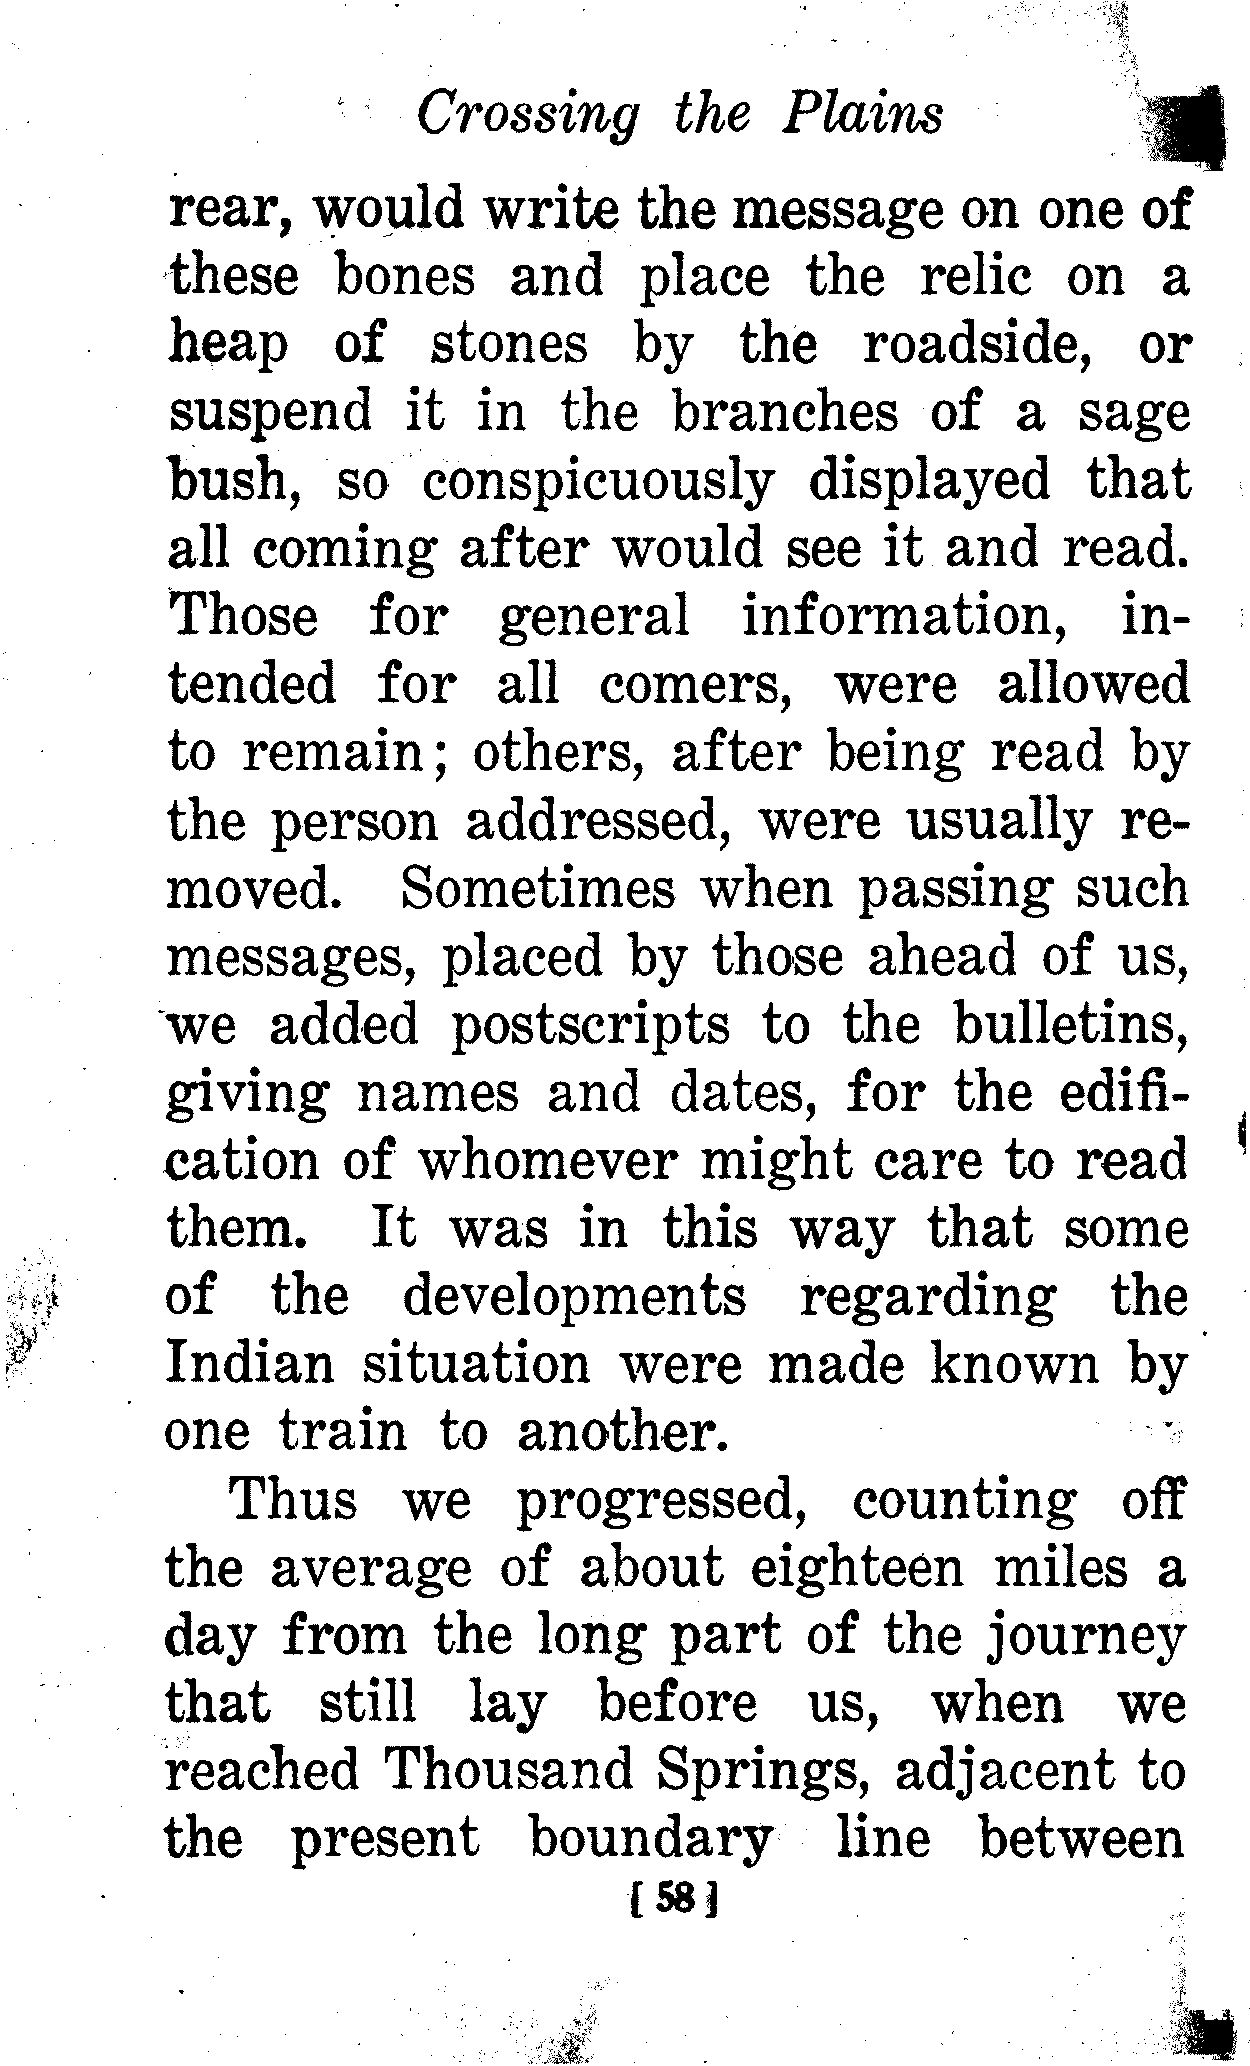 Crossing the Plains
rear, would write the message on one of
these bones and place the relic on a
heap of stones by the roadside, or
suspend it in the branches of a sage
bush, so conspicuously displayed that
all coming after would see it and read.
Those for general information, in-
tended for all comers, were allowed
to remain; others, after being read by
the person addressed, were usually re-
moved. Sometimes when passing such
messages, placed by those ahead of us,
we added postscripts to the bulletins,
giving names and dates, for the edifi-
cation of whomever might care to read
them. It was in this way that some
of the developments regarding the
Indian situation were made known by
one train to another.
Thus we progressed, counting off
the average of about eighteen miles a
day from the long part of the journey
that still lay before us, when we
reached Thousand Springs, adjacent to
the present boundary line between
[ 58 ]